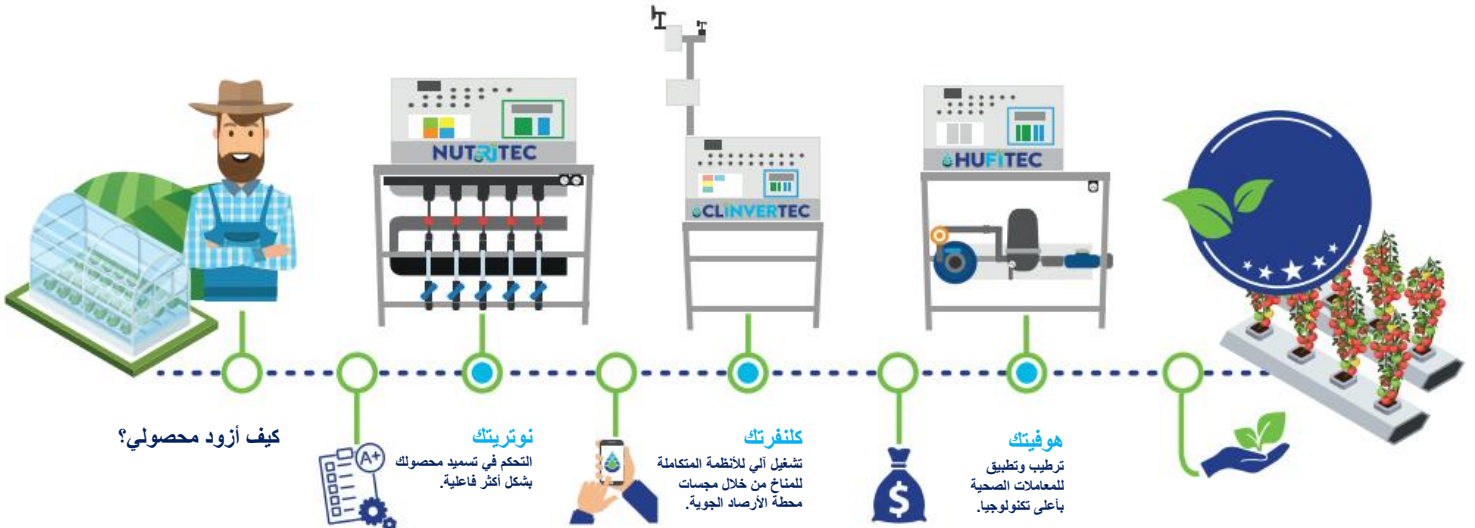 NUTRITEC
CLINVERTEC
HUFITEC
كيف أزود محصولي؟
نوتريتك
التحكم في تسميد محصولك
بشكل أكثر فاعلية.
A+
كلنفرتك
تشغيل آلي للأنظمة المتكاملة
للمناخ من خلال مجسات
محطة الأرصاد الجوية.
هوفيتك
ترطيب وتطبيق
للمعاملات الصحية
بأعلى تكنولوجيا.
$